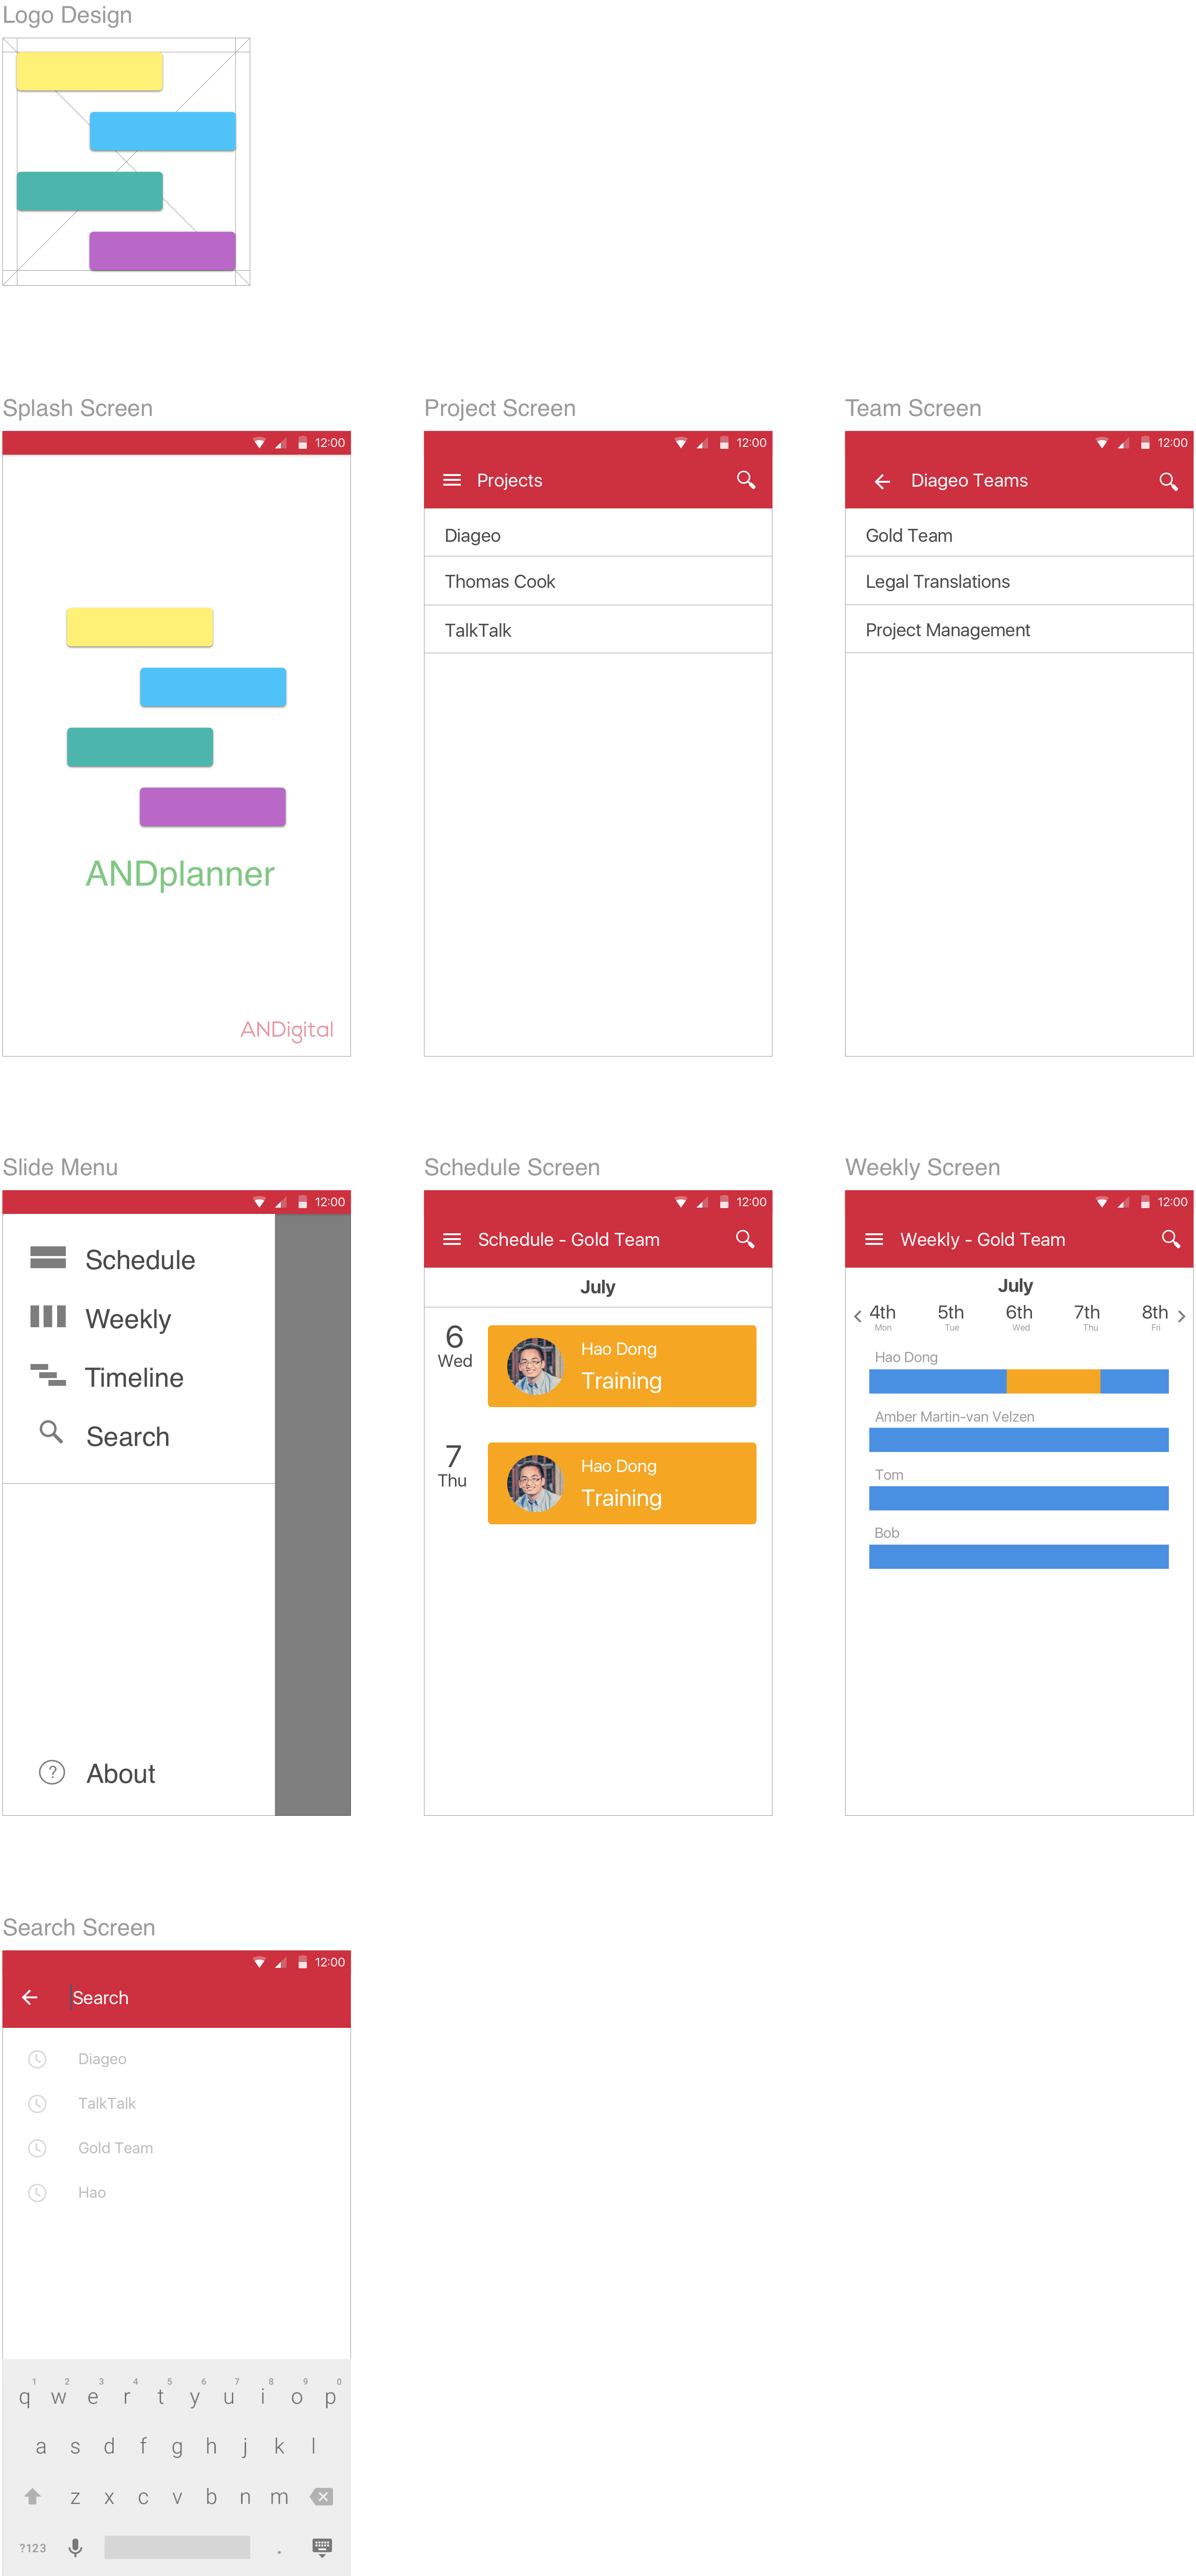 Logo Design
Splash Screen
12:00
ANDplanner
ANDigital
Project Screen
12:00
Projects
Diageo
Thomas Cook
TalkTalk
Team Screen
12:00
Diageo Teams
Gold Team
Legal Translations
Project Management
Slide Menu
12:00
Schedule
Weekly
Timeline
Search
? About
Schedule Screen
12:00
Schedule - Gold Team
July
6
Wed
Hao Dong
Training
7
Thu
Hao Dong
Training
Weekly Screen
12:00
Weekly - Gold Team
July
4th 5th 6th 7th 8th
Mon Tue Wed Thu Fri
Hao Dong
Amber Martin-van Velzen
Tom
Bob
Search Screen
12:00
Search
Diageo
TalkTalk
Gold Team
Hao
1 2 3 4 5 6 7 8 9 0
q w e r t y u i o p
a s d f g h j k l
z x c v b n m
?123 .